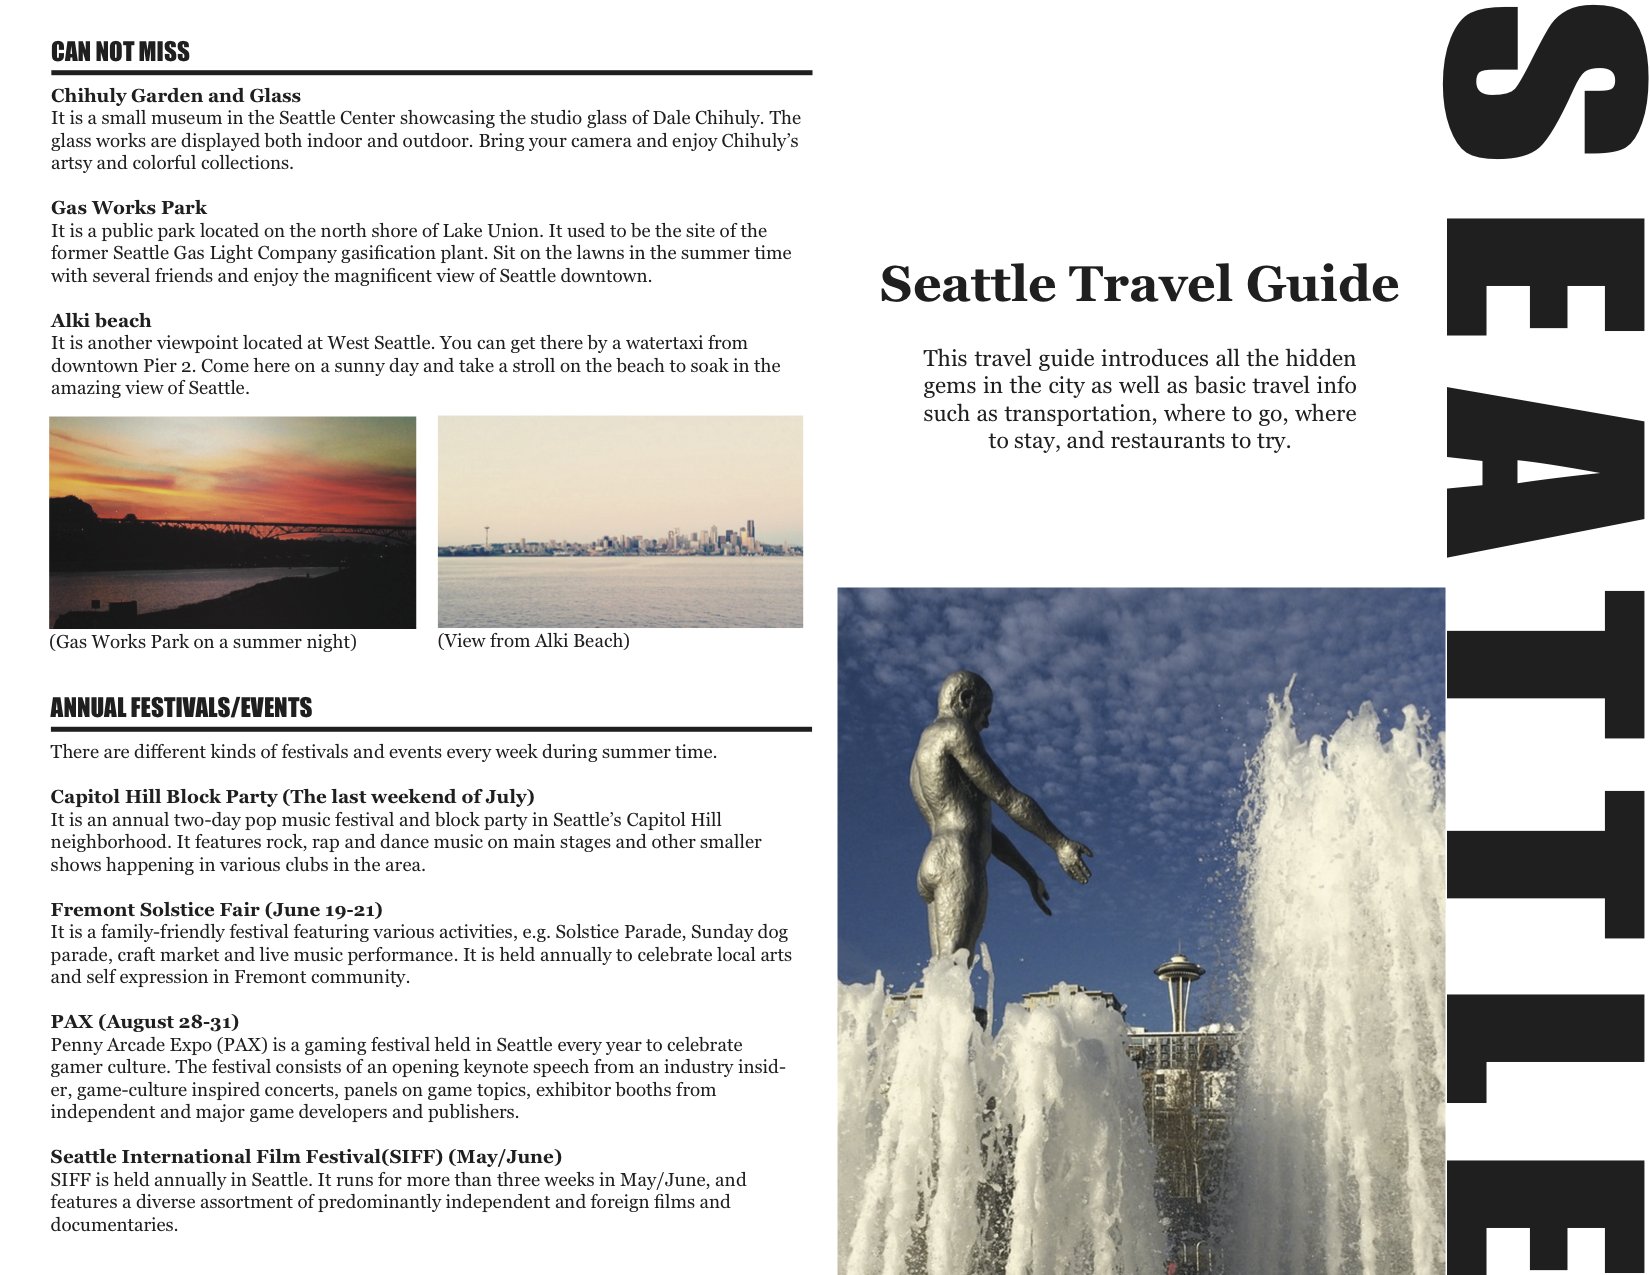 CAN NOT MISS
Chihuly Garden and Glass
It is a small museum in the Seattle Center showcasing the studio glass of Dale Chihuly. The
glass works are displayed both indoor and outdoor. Bring your camera and enjoy Chihuly’s
artsy and colorful collections.
Gas Works Park
It is a public park located on the north shore of Lake Union. It used to be the site of the
former Seattle Gas Light Company gasification plant. Sit on the lawns in the summer time
with several friends and enjoy the magnificent view of Seattle downtown.
Alki beach
It is another viewpoint located at West Seattle. You can get there by a watertaxi from
downtown Pier 2. Come here on a sunny day and take a stroll on the beach to soak in the
amazing view of Seattle.
(Gas Works Park on a summer night)
(View from Alki Beach)
ANNUAL FESTIVALS/EVENTS
There are different kinds of festivals and events every week during summer time.
Capitol Hill Block Party (The last weekend of July)
It is an annual two-day pop music festival and block party in Seattle’s Capitol Hill
neighborhood. It features rock, rap and dance music on main stages and other smaller
shows happening in various clubs in the area.
Fremont Solstice Fair (June 19-21)
It is a family-friendly festival featuring various activities, e.g. Solstice Parade, Sunday dog
parade, craft market and live music performance. It is held annually to celebrate local arts
and self expression in Fremont community.
PAX (August 28-31)
Penny Arcade Expo (PAX) is a gaming festival held in Seattle every year to celebrate
gamer culture. The festival consists of an opening keynote speech from an industry insid-
er, game-culture inspired concerts, panels on game topics, exhibitor booths from
independent and major game developers and publishers.
Seattle International Film Festival(SIFF) (May/June)
SIFF is held annually in Seattle. It runs for more than three weeks in May/June, and
features a diverse assortment of predominantly independent and foreign films and
documentaries.
Seattle Travel Guide
This travel guide introduces all the hidden
gems in the city as well as basic travel info
such as transportation, where to go, where
to stay, and restaurants to try.
SEATTLE